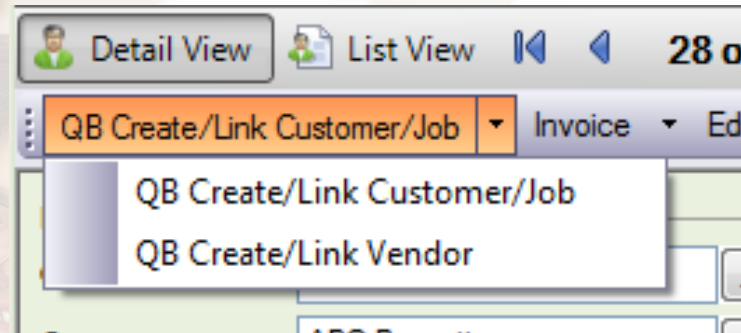 Detail View List View 28 o
QB Create/Link Customer/Job Invoice Ed
QB Create/Link Customer/Job
QB Create/Link Vendor